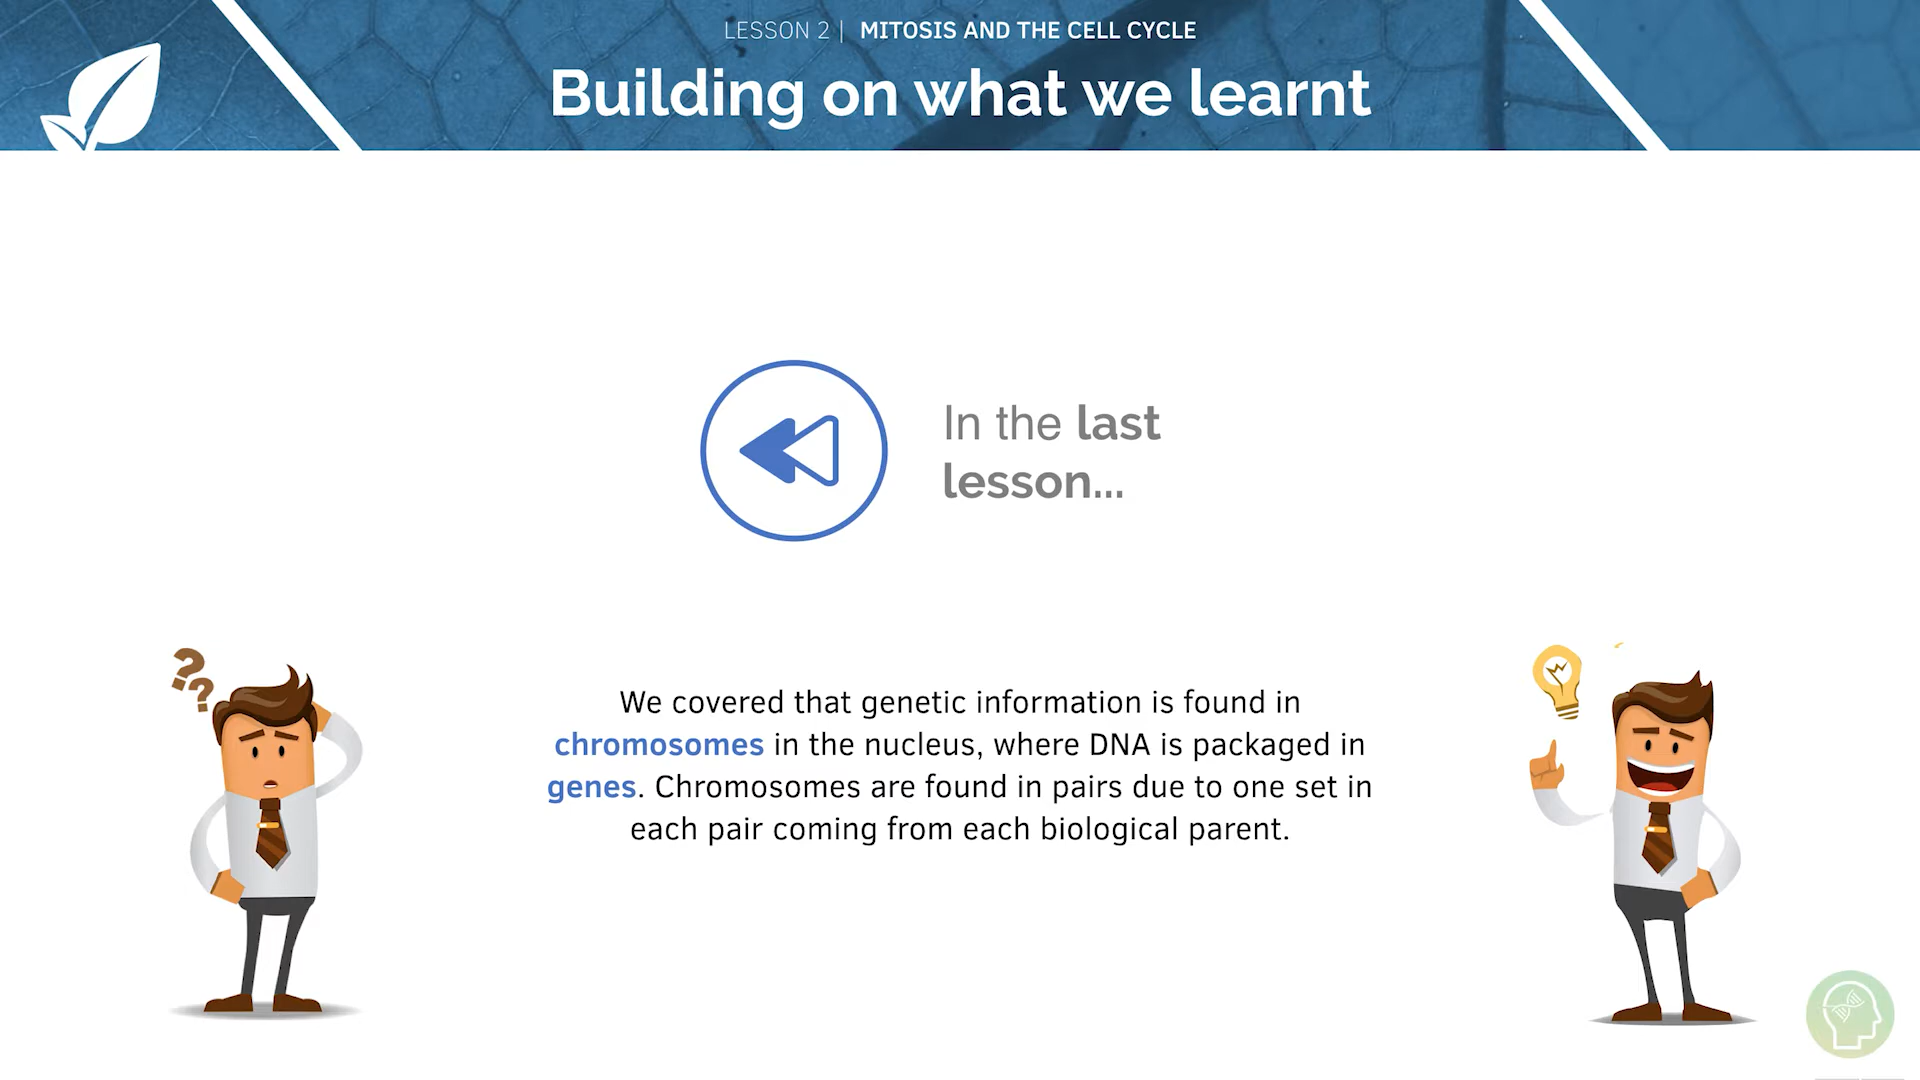 LESSON 2 | MITOSIS AND THE CELL CYCLE
Building on what we learnt
In the last
lesson...
??
We covered that genetic information is found in
chromosomes in the nucleus, where DNA is packaged in
genes. Chromosomes are found in pairs due to one set in
each pair coming from each biological parent.